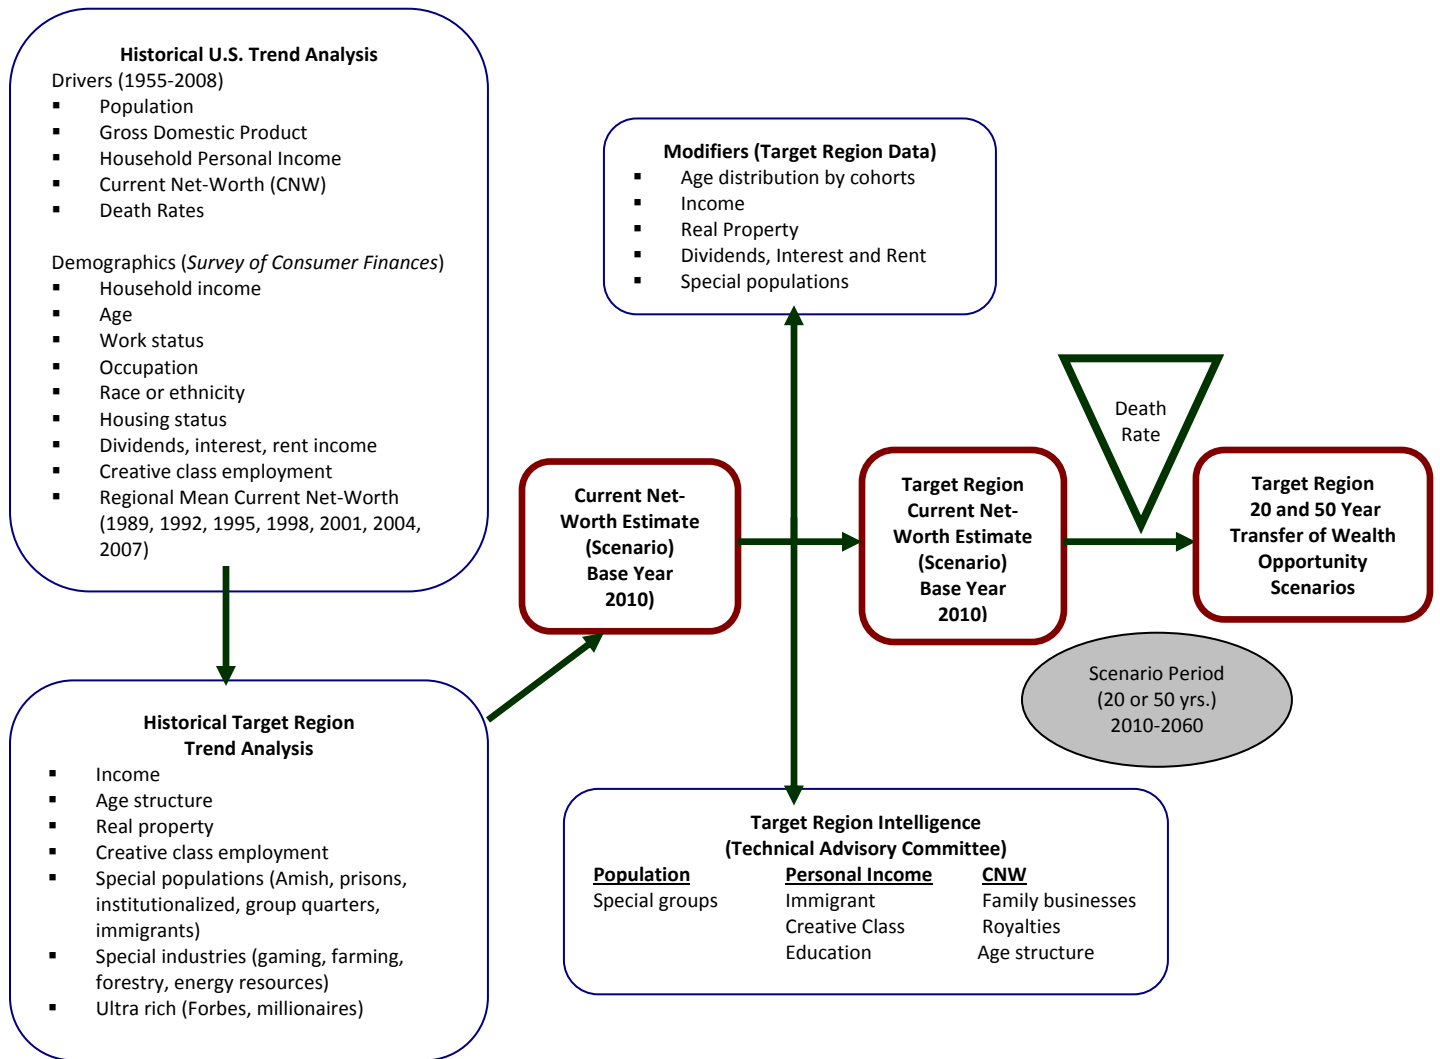 Historical U.S. Trend Analysis
Drivers (1955-2008)
▪ Population
▪ Gross Domestic Product
▪ Household Personal Income
▪ Current Net-Worth (CNW)
▪ Death Rates
Demographics (Survey of Consumer Finances)
▪ Household income
▪ Age
▪ Work status
▪ Occupation
▪ Race or ethnicity
▪ Housing status
▪ Dividends, interest, rent income
▪ Creative class employment
▪ Regional Mean Current Net-Worth
(1989, 1992, 1995, 1998, 2001, 2004,
2007)
Historical Target Region
Trend Analysis
▪ Income
▪ Age structure
▪ Real property
▪ Creative class employment
▪ Special populations (Amish, prisons,
institutionalized, group quarters,
immigrants)
▪ Special industries (gaming, farming,
forestry, energy resources)
▪ Ultra rich (Forbes, millionaires)
Current Net-
Worth Estimate
(Scenario)
Base Year
2010)
Modifiers (Target Region Data)
▪ Age distribution by cohorts
▪ Income
▪ Real Property
▪ Dividends, Interest and Rent
▪ Special populations
Target Region Intelligence
(Technical Advisory Committee)
Population Personal Income CNW
Special groups Immigrant Family businesses
Creative Class Royalties
Education Age structure
Target Region
Current Net-
Worth Estimate
(Scenario)
Base Year
2010)
Death
Rate
Target Region
20 and 50 Year
Transfer of Wealth
Opportunity
Scenarios
Scenario Period
(20 or 50 yrs.)
2010-2060